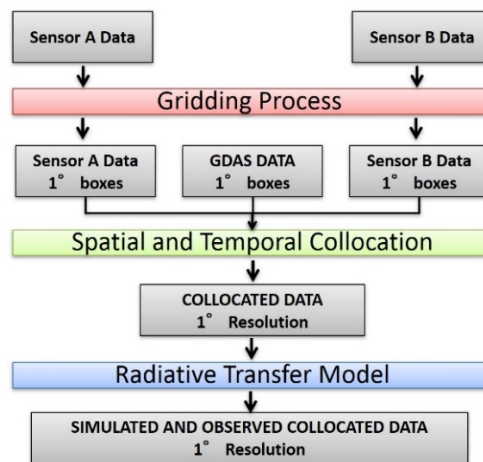 Sensor A Data
Sensor B Data
Gridding Process
Sensor A Data
1° boxes
GDAS DATA
1° boxes
Sensor B Data
1° boxes
Spatial and Temporal Collocation
COLLOCATED DATA
1° Resolution
Radiative Transfer Model
SIMULATED AND OBSERVED COLLOCATED DATA
1° Resolution